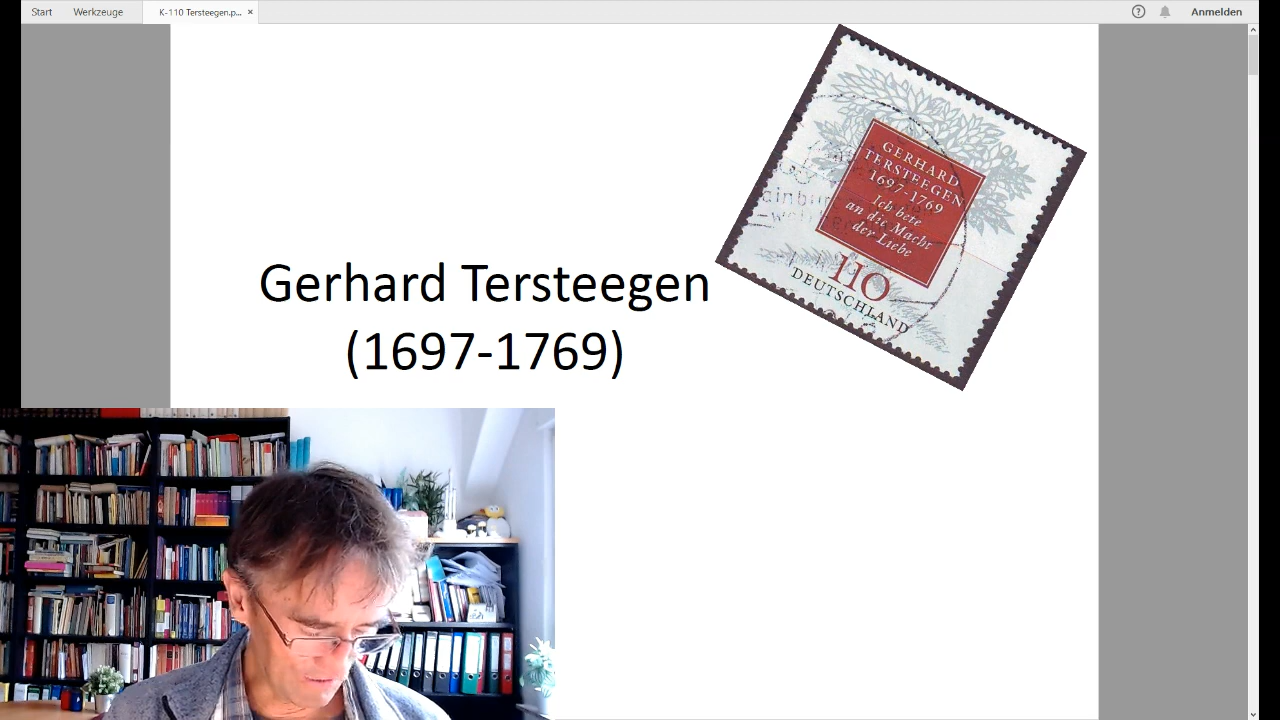 Start Werkzeuge K-110 Tersteegen.p... × Anmelden
GERHARD
TERSTEEGEN
1697-1769
Ich bete
an die Macht
der Liebe
110
DEUTSCHLAND
Gerhard Tersteegen
(1697-1769)